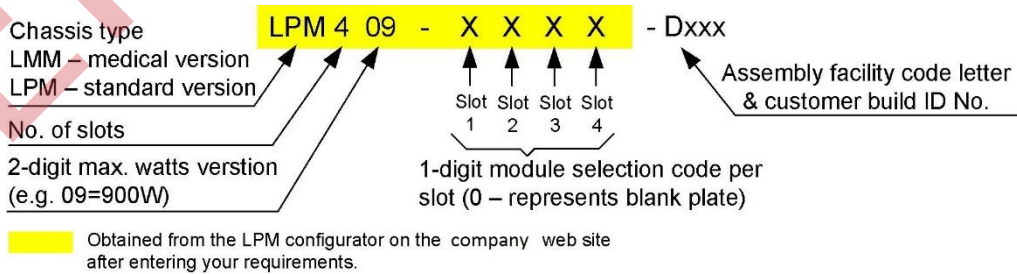 Chassis type
LMM – medical version
LPM – standard version
LPM 4 09 - X X X X - Dxxx
Slot Slot Slot Slot
1 2 3 4
Assembly facility code letter
& customer build ID No.
No. of slots
2-digit max. watts verstion
(e.g. 09=900W)
1-digit module selection code per
slot (0 – represents blank plate)
Obtained from the LPM configurator on the company web site
after entering your requirements.